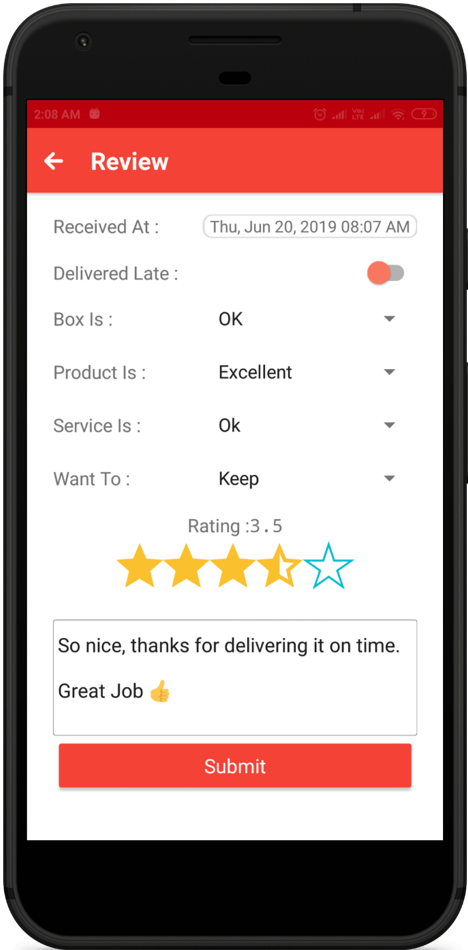 2:08 AM VoLTE 9
Review
Received At : Thu, Jun 20, 2019 08:07 AM
Delivered Late :
Box Is : OK
Product Is : Excellent
Service Is : Ok
Want To : Keep
Rating :3.5
So nice, thanks for delivering it on time.
Great Job 👍
Submit